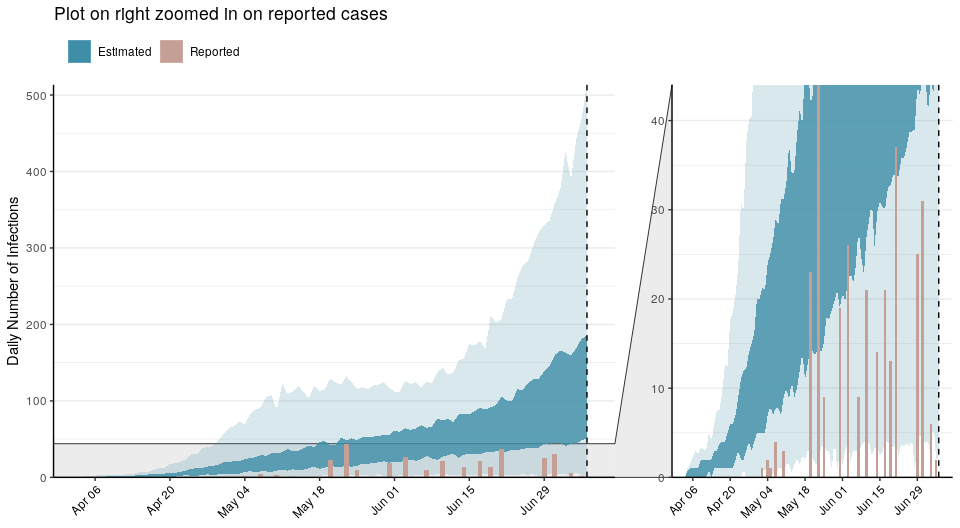 Plot on right zoomed in on reported cases
Estimated Reported
Daily Number of Infections
500
400
300
200
100
0
Apr 06 Apr 20 May 04 May 18 Jun 01 Jun 15 Jun 29
40
30
20
10
0
Apr 06 Apr 20 May 04 May 18 Jun 01 Jun 15 Jun 29